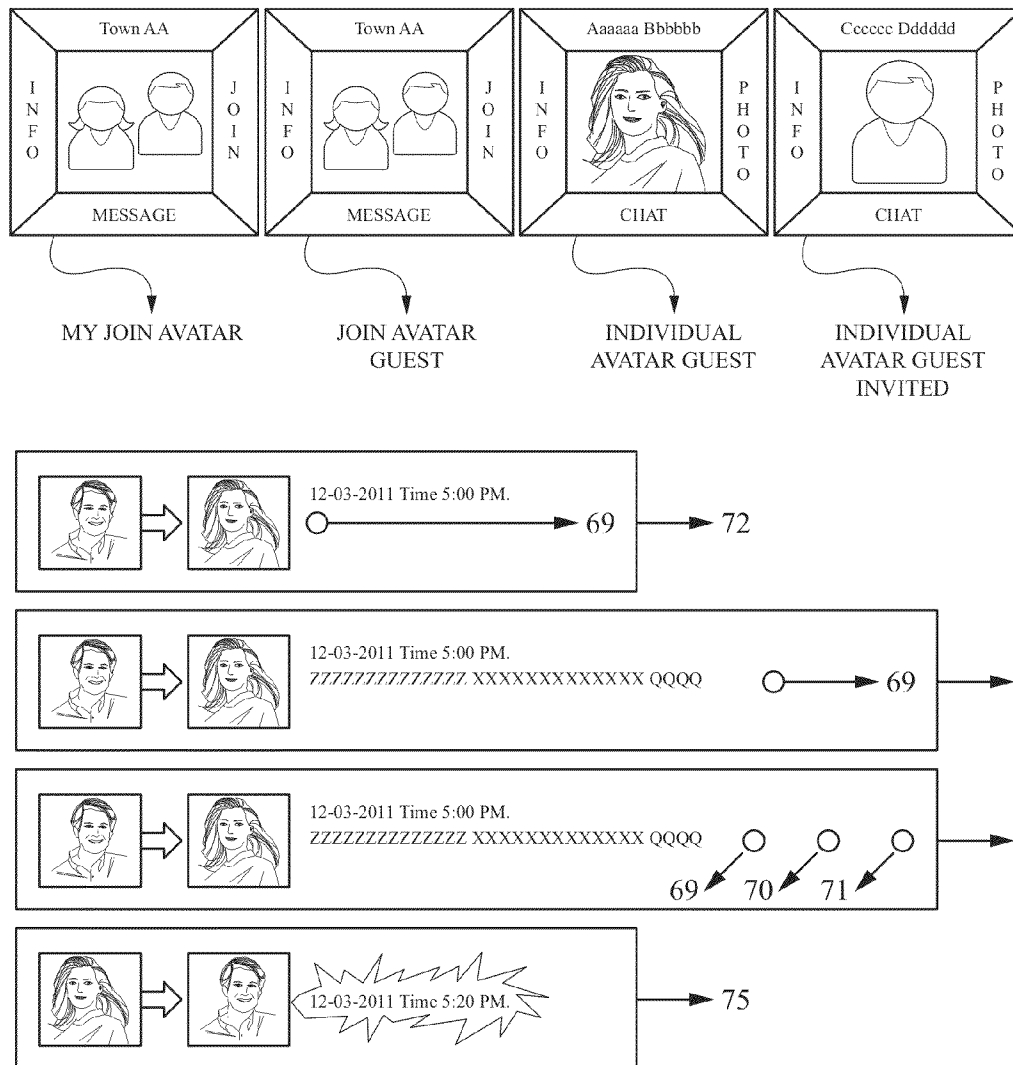 Town AA
INFO
JOIN
MESSAGE
Town AA
INFO
JOIN
MESSAGE
Aaaaaa Bbbbbb
INFO
PHOTO
CHAT
Cccccc Dddddd
INFO
PHOTO
CHAT
MY JOIN AVATAR
JOIN AVATAR
GUEST
INDIVIDUAL
AVATAR GUEST
INDIVIDUAL
AVATAR GUEST
INVITED
12-03-2011 Time 5:00 PM.
69
72
12-03-2011 Time 5:00 PM.
ZZZZZZZZZZZZZZ XXXXXXXXXXXXX QQQQ
69
12-03-2011 Time 5:00 PM.
ZZZZZZZZZZZZZZ XXXXXXXXXXXXX QQQQ
69 70 71
12-03-2011 Time 5:20 PM.
75